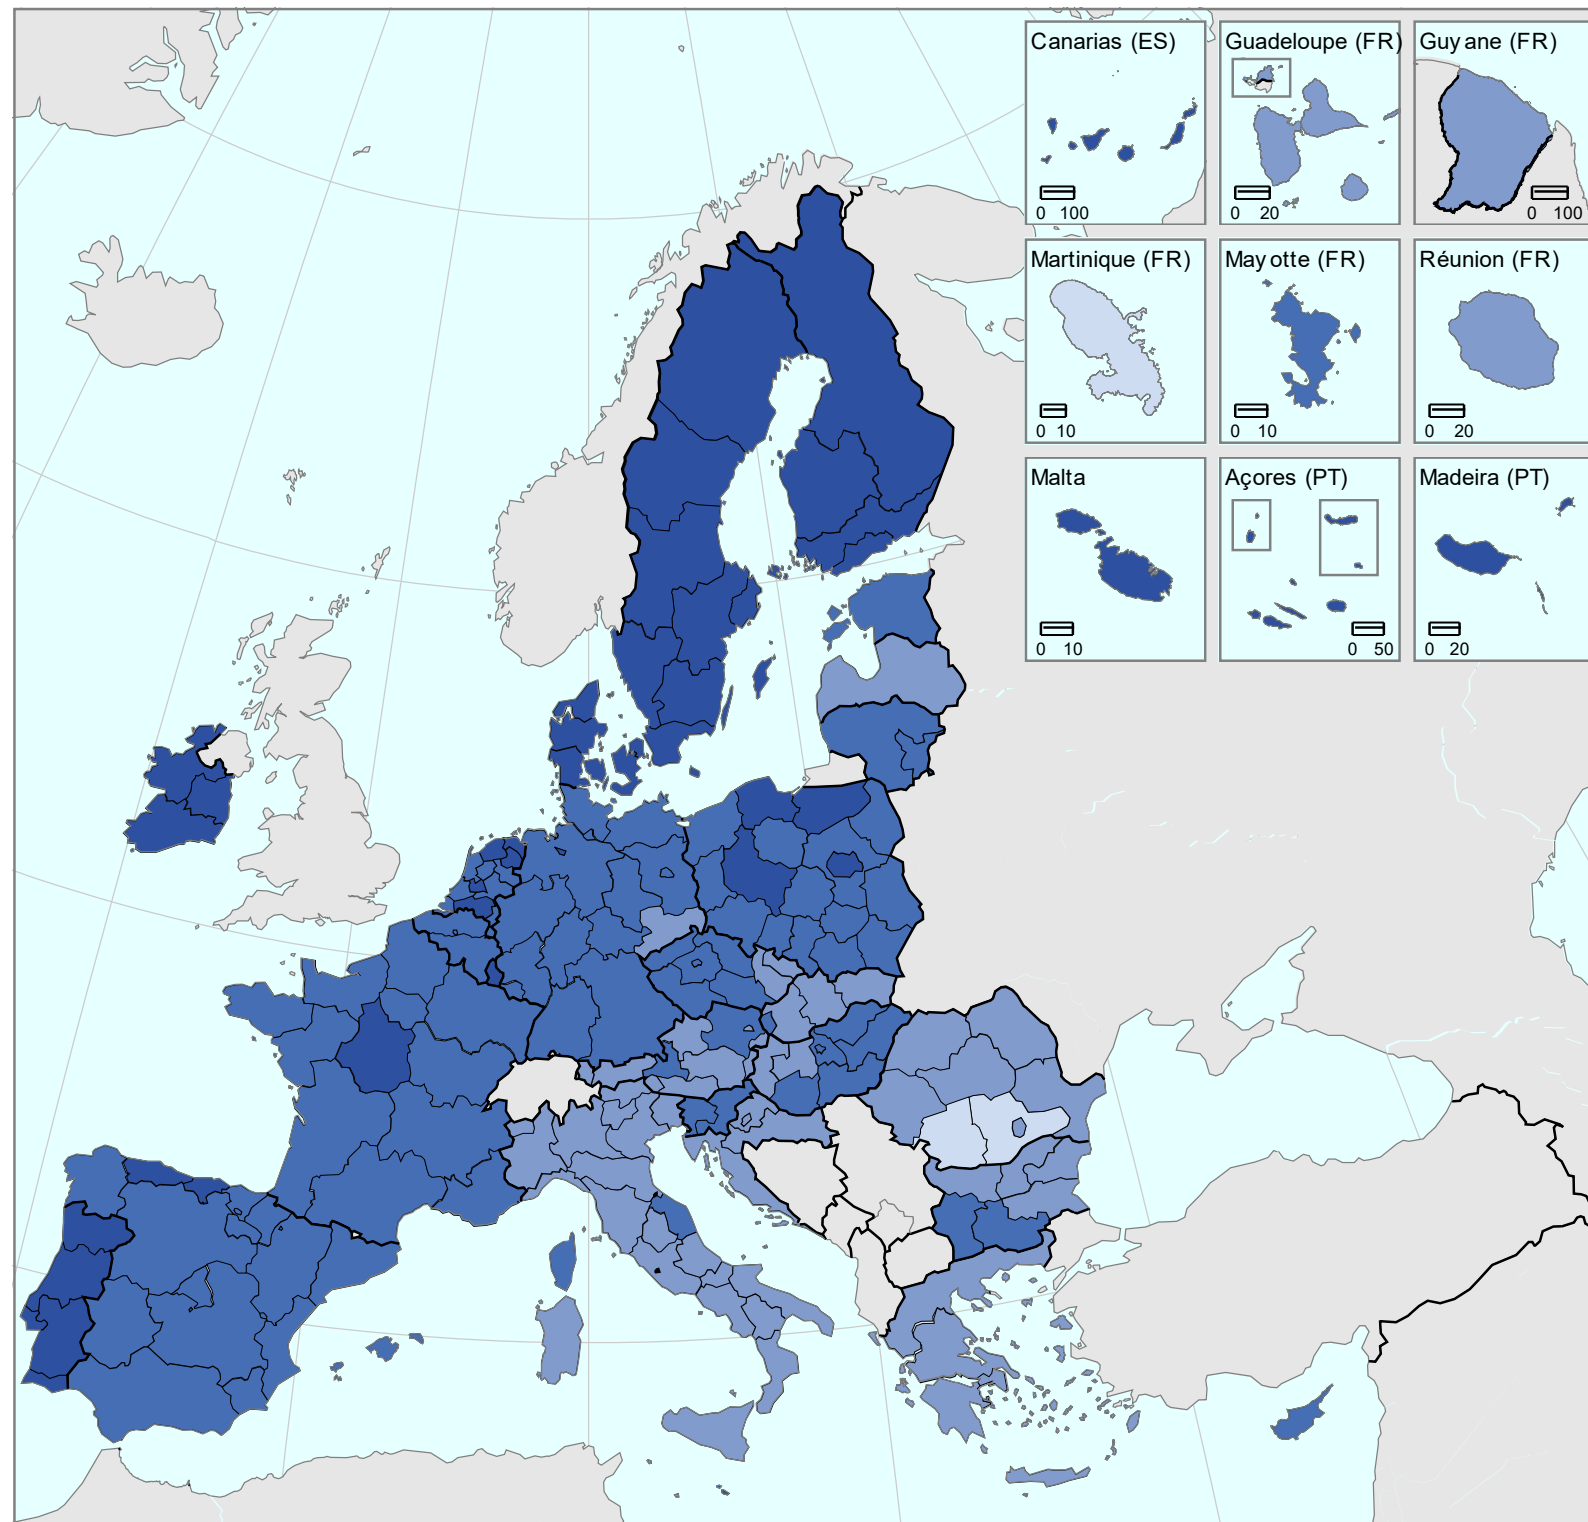 Canarias (ES)
0 100
Guadeloupe (FR)
0 20
Guyane (FR)
0 100
Martinique (FR)
0 10
Mayotte (FR)
0 10
Réunion (FR)
0 20
Malta
0 10
Açores (PT)
0 50
Madeira (PT)
0 20